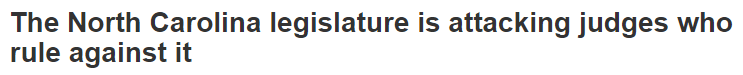 The North Carolina legislature is attacking judges who
rule against it